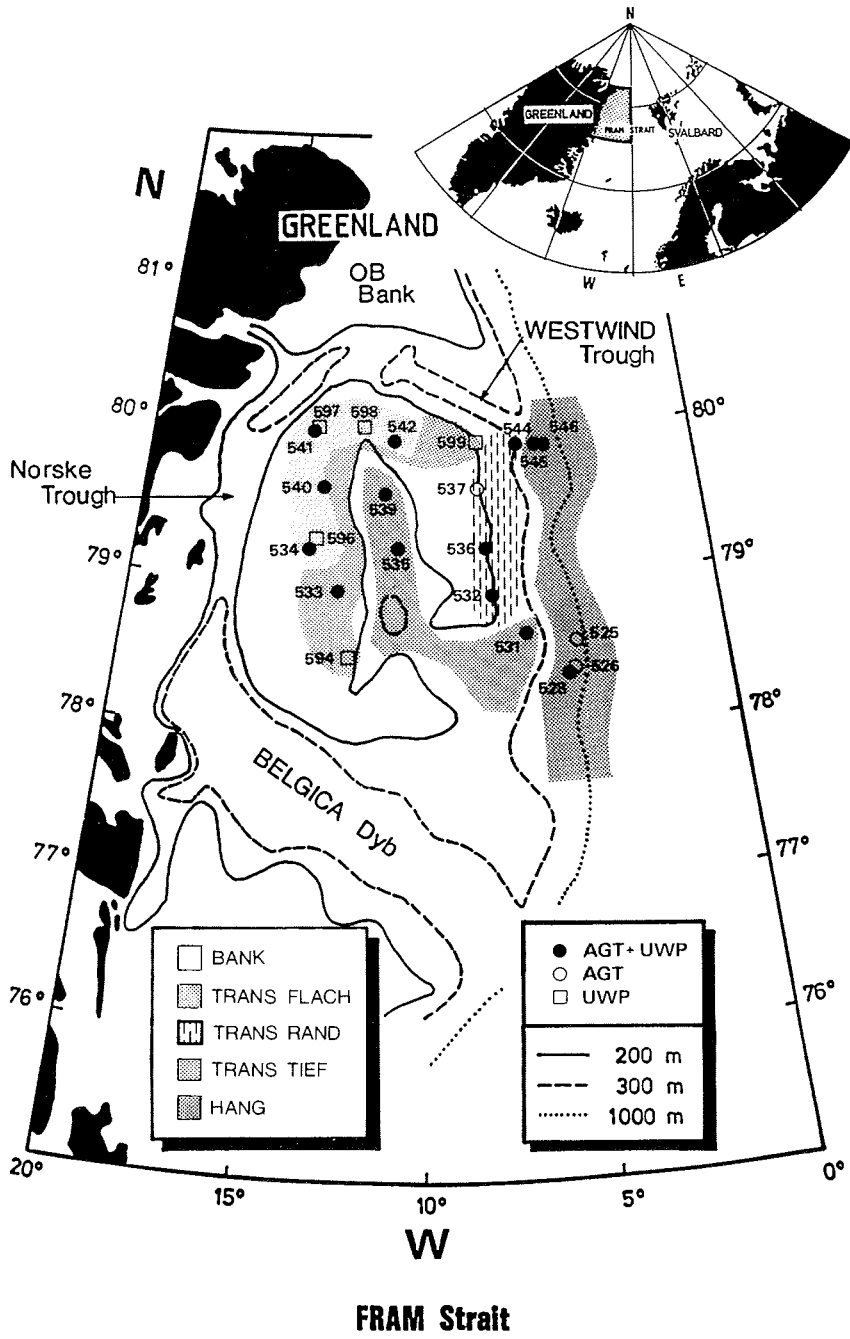 N
GREENLAND
FRAM STRAIT
SVALBARD
W
E
N
GREENLAND
81°
OB
Bank
WESTWIND
Trough
80°
80°
597
598
542
544
546
541
599
545
Norske
Trough
540
537
539
596
79°
534
535
536
79°
533
532
531
525
594
526
528
78°
78°
BELGICA Dyb
77°
77°
BANK
TRANS FLACH
TRANS RAND
TRANS TIEF
HANG
AGT + UWP
AGT
UWP
200 m
300 m
1000 m
76°
76°
20°
15°
10°
5°
0°
W
FRAM Strait